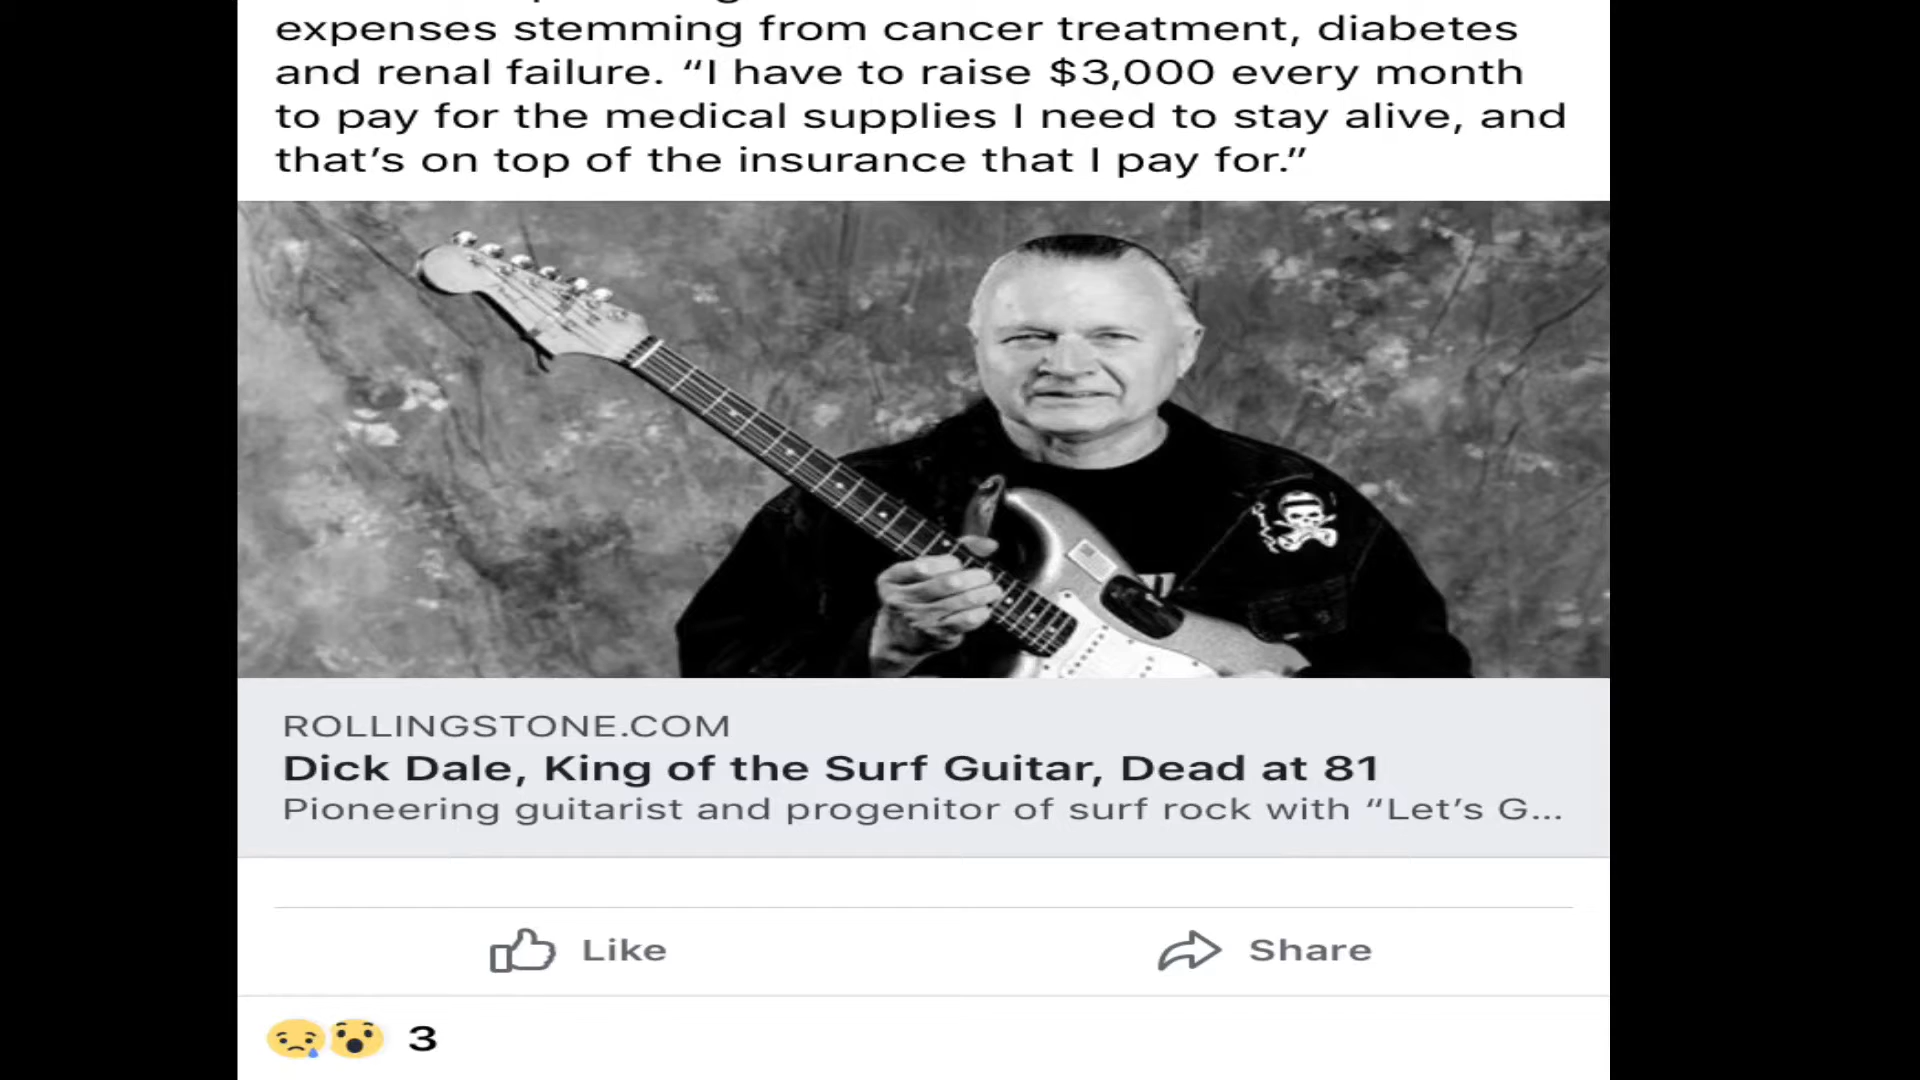 expenses stemming from cancer treatment, diabetes
and renal failure. “I have to raise $3,000 every month
to pay for the medical supplies I need to stay alive, and
that’s on top of the insurance that I pay for.”
ROLLINGSTONE.COM
Dick Dale, King of the Surf Guitar, Dead at 81
Pioneering guitarist and progenitor of surf rock with “Let’s G...
Like
Share
3